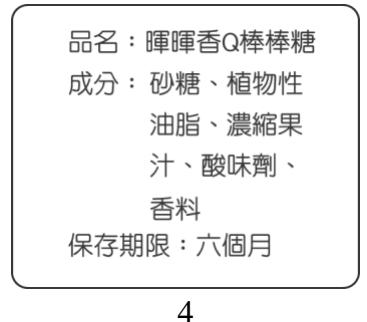 品名：暉暉香Q棒棒糖
成分：砂糖、植物性
油脂、濃縮果
汁、酸味劑、
香料
保存期限：六個月
4